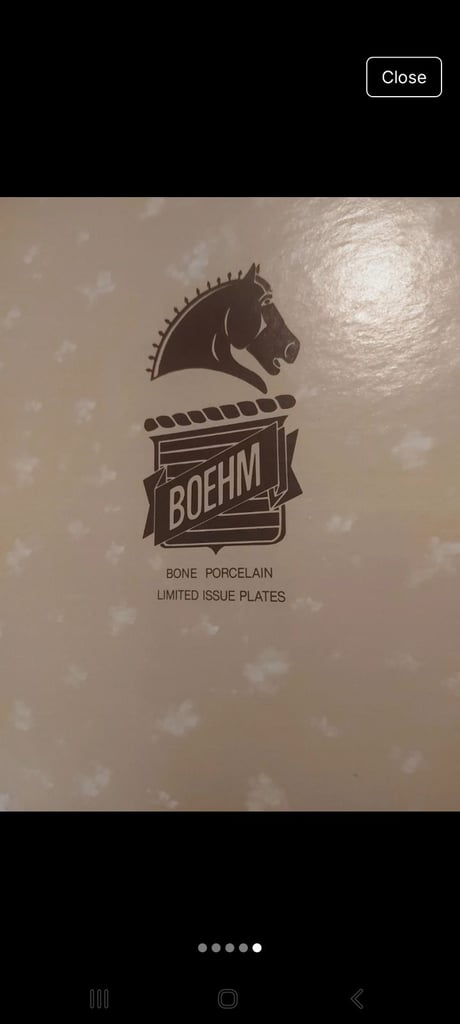 Close
BOEHM
BONE PORCELAIN
LIMITED ISSUE PLATES